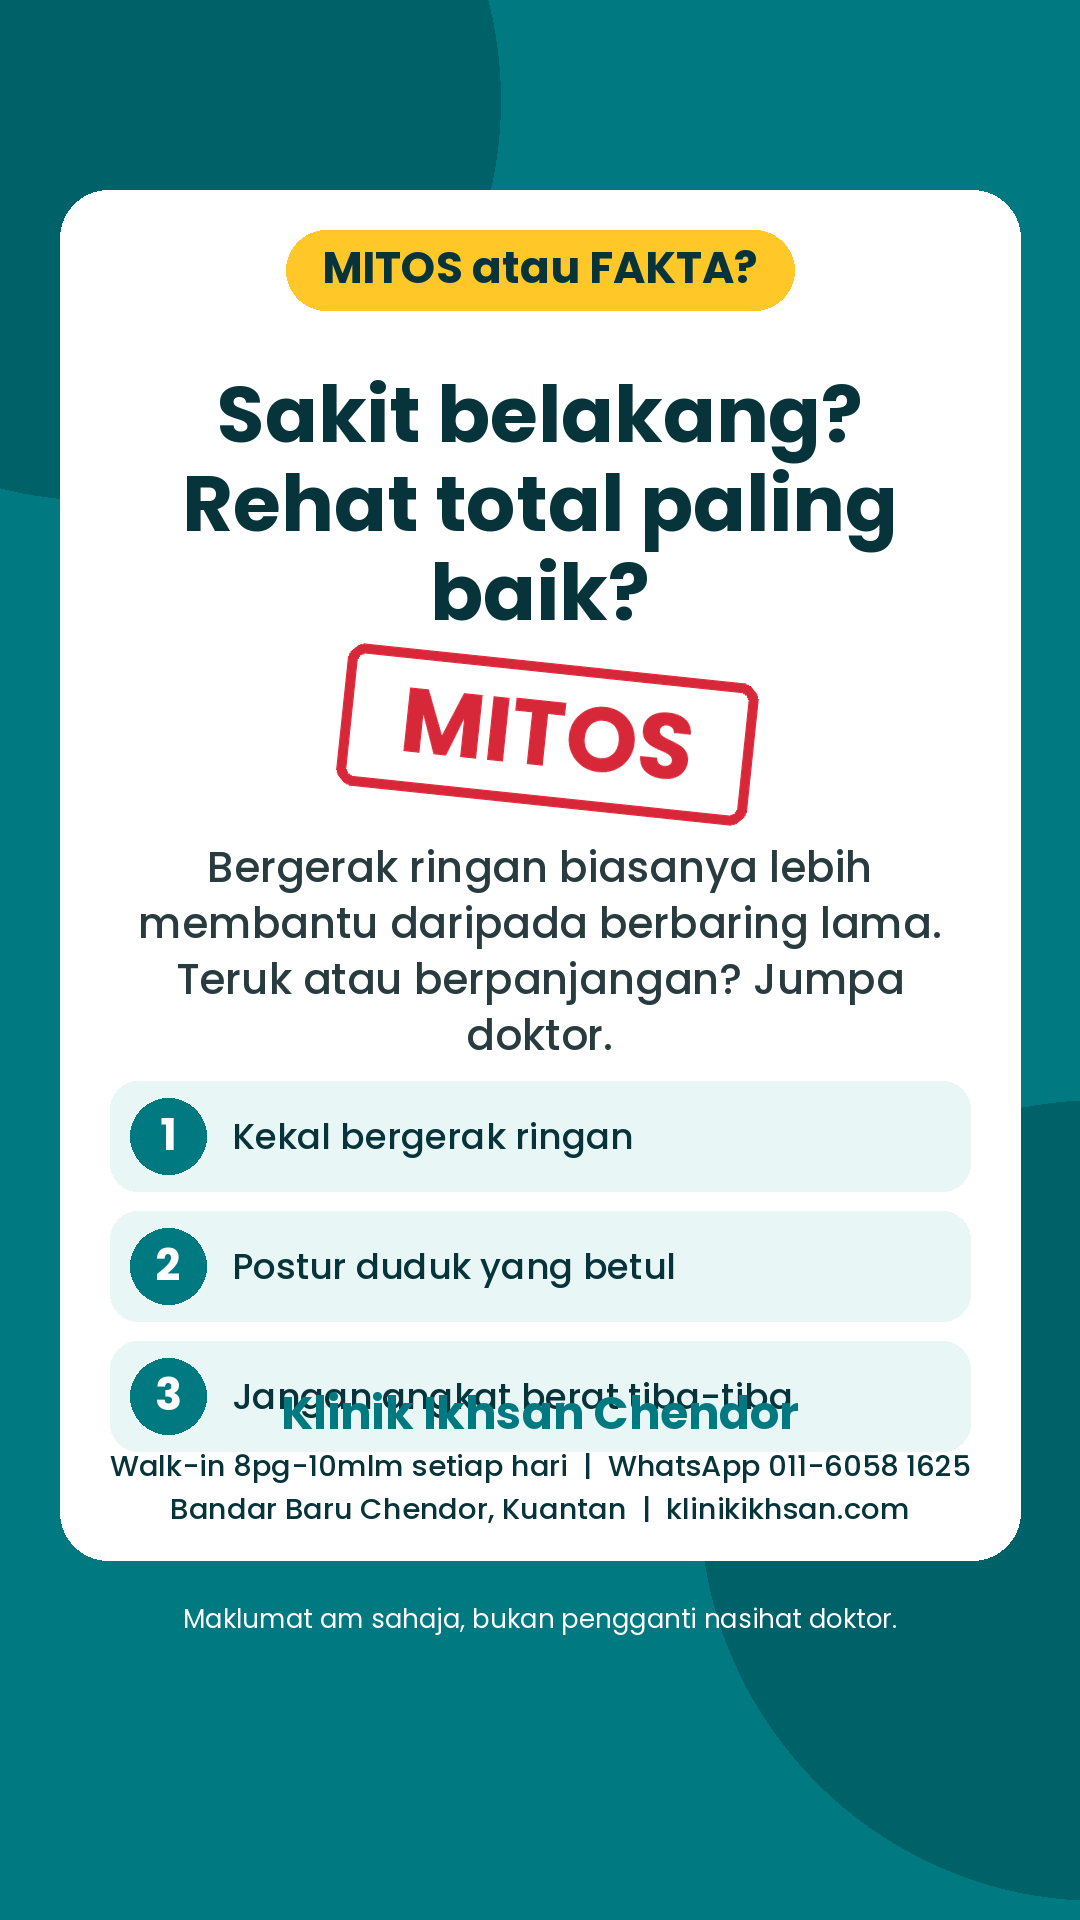 MITOS atau FAKTA?
Sakit belakang?
Rehat total paling
baik?
MITOS
Bergerak ringan biasanya lebih
membantu daripada berbaring lama.
Teruk atau berpanjangan? Jumpa
doktor.
1 Kekal bergerak ringan
2 Postur duduk yang betul
3 Jangan angkat berat tiba-tiba
Klinik Ikhsan Chendor
Walk-in 8pg-10mlm setiap hari | WhatsApp 011-6058 1625
Bandar Baru Chendor, Kuantan | klinikikhsan.com
Maklumat am sahaja, bukan pengganti nasihat doktor.